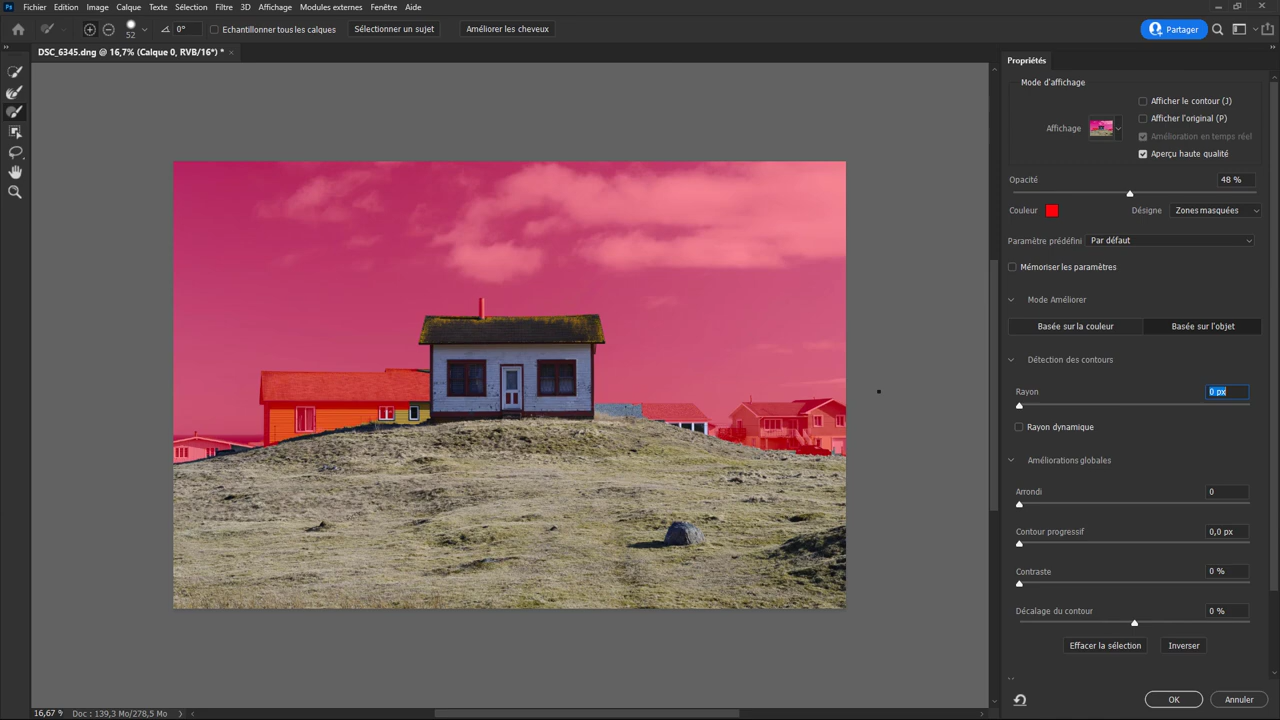 Ps Fichier Edition Image Calque Texte Sélection Filtre 3D Affichage Modules externes Fenêtre Aide
52 0° Echantillonner tous les calques Sélectionner un sujet Améliorer les cheveux Partager
DSC_6345.dng @ 16,7% (Calque 0, RVB/16*) * ×
Propriétés
Mode d'affichage
Afficher le contour (J)
Afficher l'original (P)
Affichage
Amélioration en temps réel
Aperçu haute qualité
Opacité 48 %
Couleur Désigne Zones masquées
Paramètre prédéfini Par défaut
Mémoriser les paramètres
Mode Améliorer
Basée sur la couleur Basée sur l'objet
Détection des contours
Rayon 0 px
Rayon dynamique
Améliorations globales
Arrondi 0
Contour progressif 0,0 px
Contraste 0 %
Décalage du contour 0 %
Effacer la sélection Inverser
OK Annuler
16,67 % Doc : 139,3 Mo/278,5 Mo